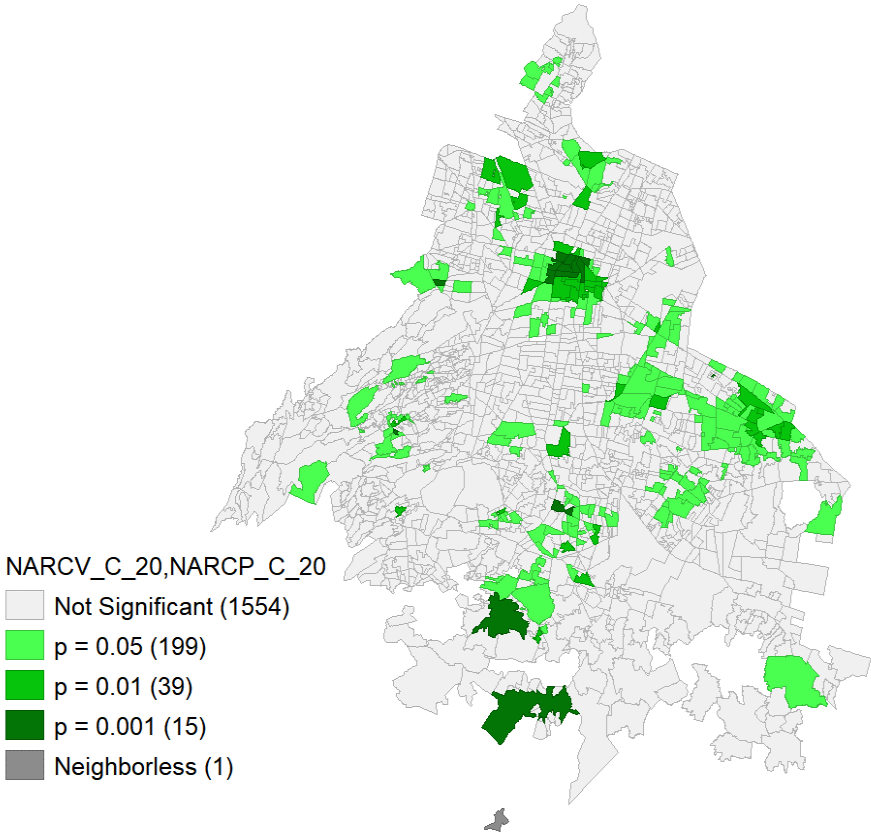 NARCV_C_20,NARCP_C_20
Not Significant (1554)
p = 0.05 (199)
p = 0.01 (39)
p = 0.001 (15)
Neighborless (1)